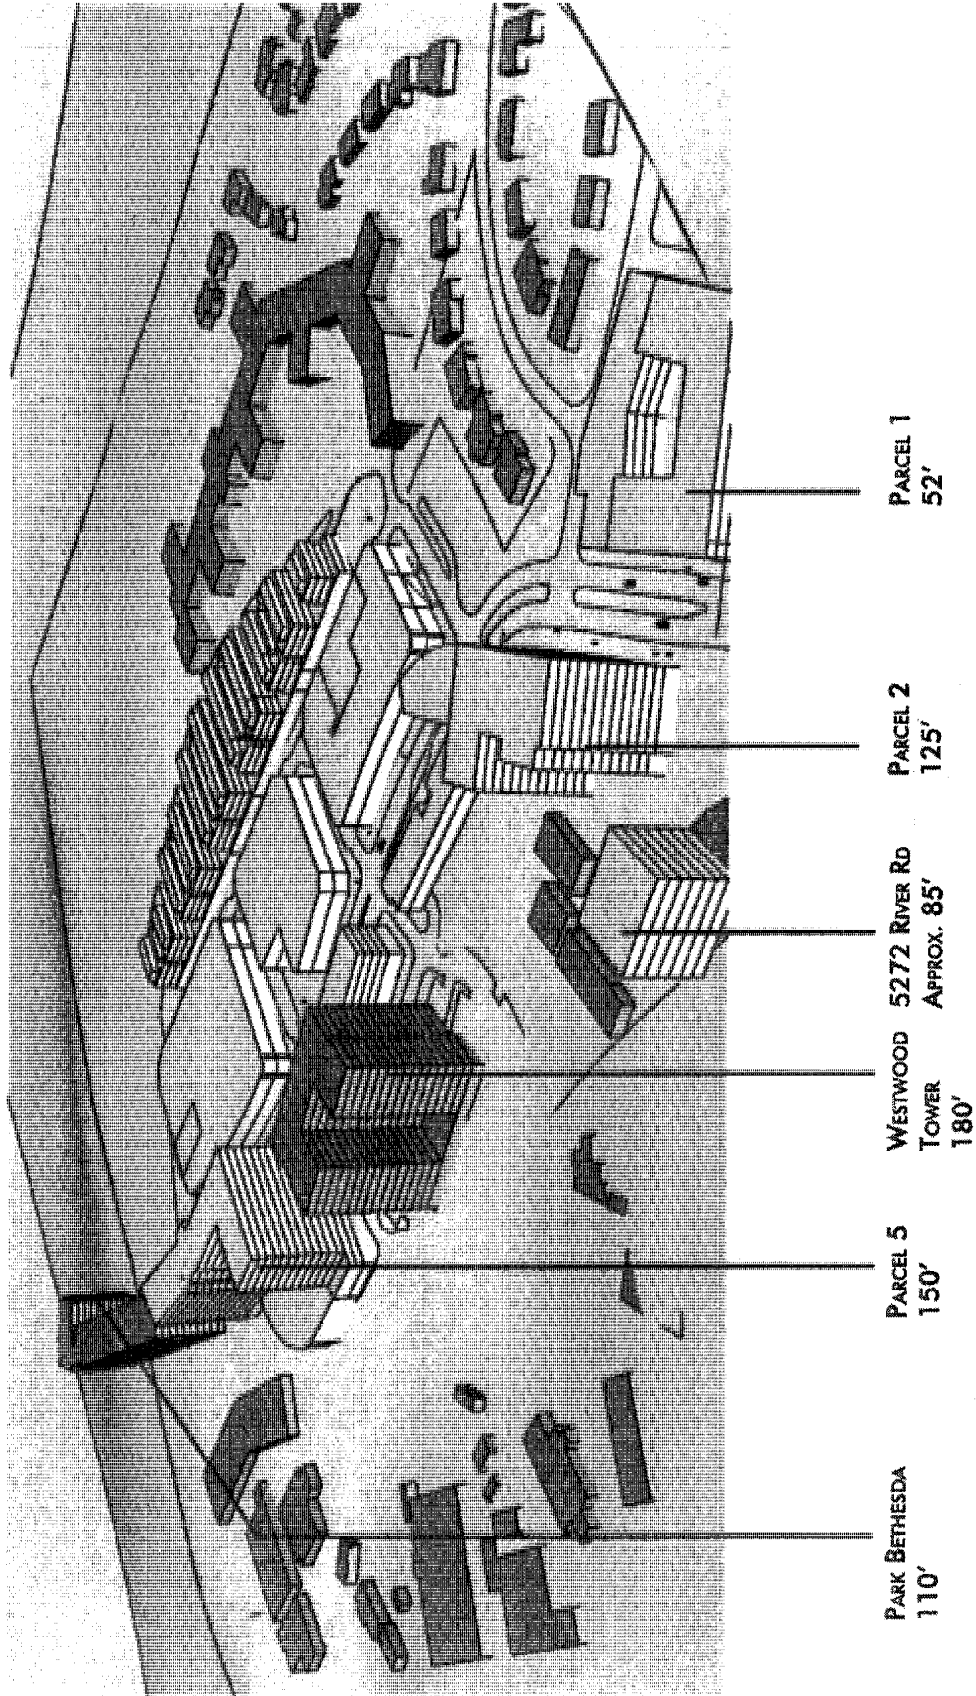 PARK BETHESDA
110'
PARCEL 5
150'
WESTWOOD
TOWER
180'
5272 RIVER RD
APPROX. 85'
PARCEL 2
125'
PARCEL 1
52'